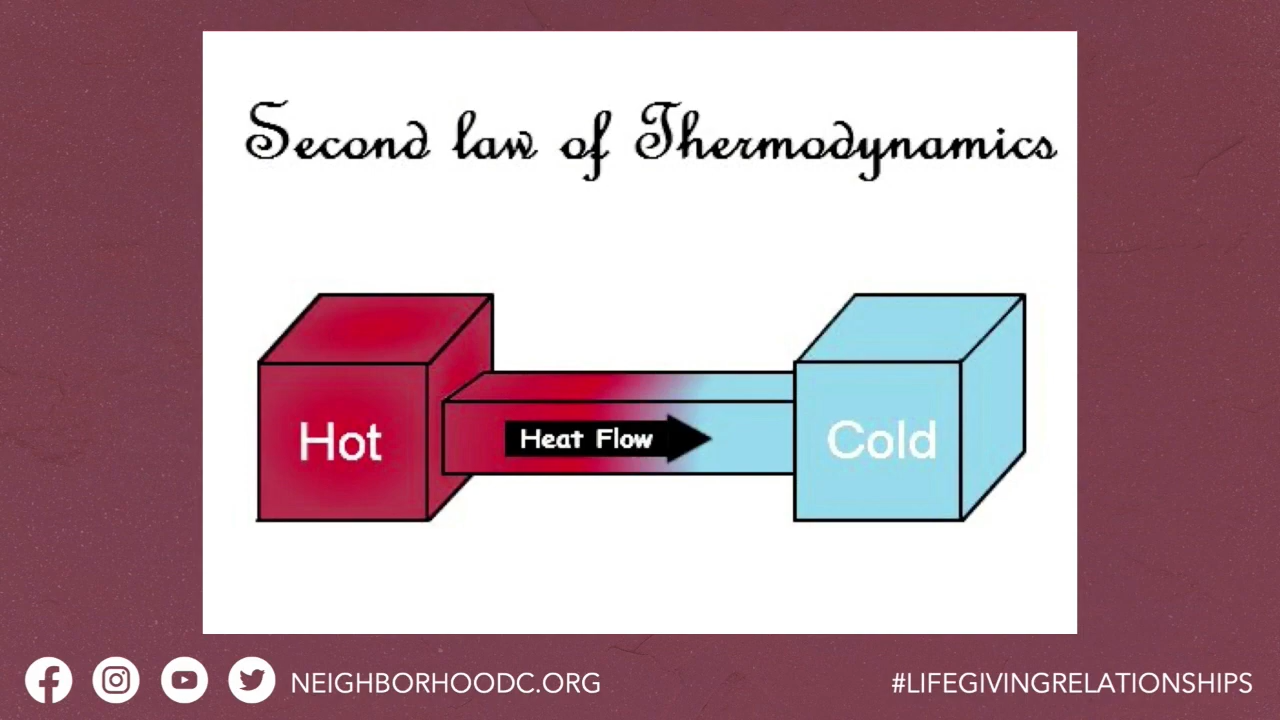 Second law of Thermodynamics
Hot
Heat Flow
Cold
NEIGHBORHOODC.ORG
#LIFEGIVINGRELATIONSHIPS